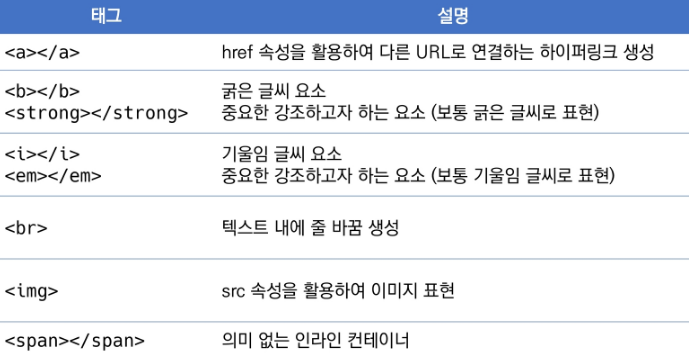 태그 설명
<a></a> href 속성을 활용하여 다른 URL로 연결하는 하이퍼링크 생성
<b></b> 굵은 글씨 요소
<strong></strong> 중요한 강조하고자 하는 요소 (보통 굵은 글씨로 표현)
<i></i> 기울임 글씨 요소
<em></em> 중요한 강조하고자 하는 요소 (보통 기울임 글씨로 표현)
<br> 텍스트 내에 줄 바꿈 생성
<img> src 속성을 활용하여 이미지 표현
<span></span> 의미 없는 인라인 컨테이너